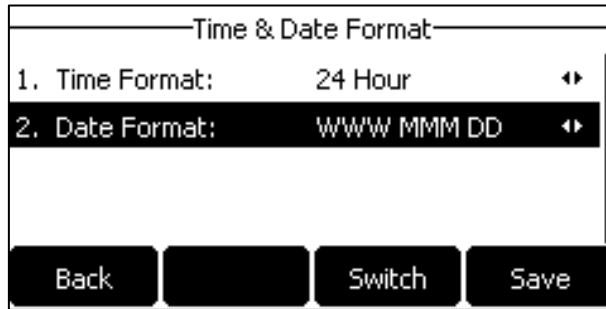 Time & Date Format
1. Time Format: 24 Hour
2. Date Format: WWW MMM DD
Back Switch Save